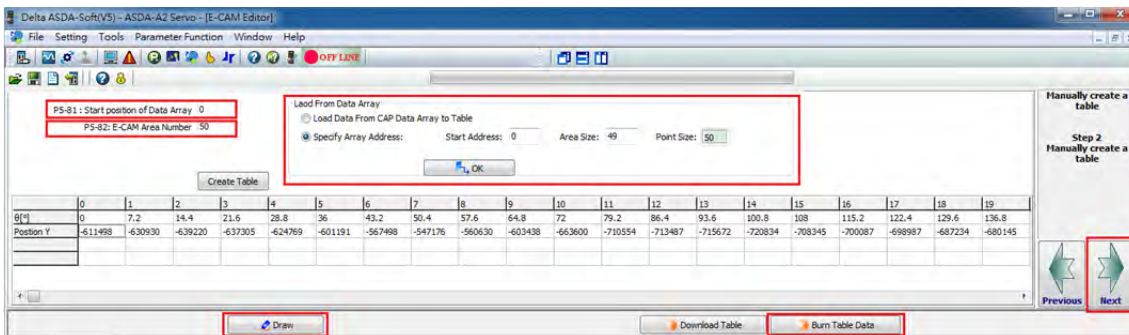 Delta ASDA-Soft(V5) - ASDA-A2 Servo - [E-CAM Editor]
File Setting Tools Parameter Function Window Help
OFF LINE
P5-81 : Start position of Data Array 0
P5-82: E-CAM Area Number 50
Laod From Data Array
Load Data From CAP Data Array to Table
Specify Array Address: Start Address: 0 Area Size: 49 Point Size: 50
OK
Create Table
Manually create a
table
Step 2
Manually create a
table
0 1 2 3 4 5 6 7 8 9 10 11 12 13 14 15 16 17 18 19
θ[°] 0 7.2 14.4 21.6 28.8 36 43.2 50.4 57.6 64.8 72 79.2 86.4 93.6 100.8 108 115.2 122.4 129.6 136.8
Postion Y -611498 -630930 -639220 -637305 -624769 -601191 -567498 -547176 -560630 -603438 -663600 -710554 -713487 -715672 -720834 -708345 -700087 -698987 -687234 -680145
Previous Next
Draw Download Table Burn Table Data